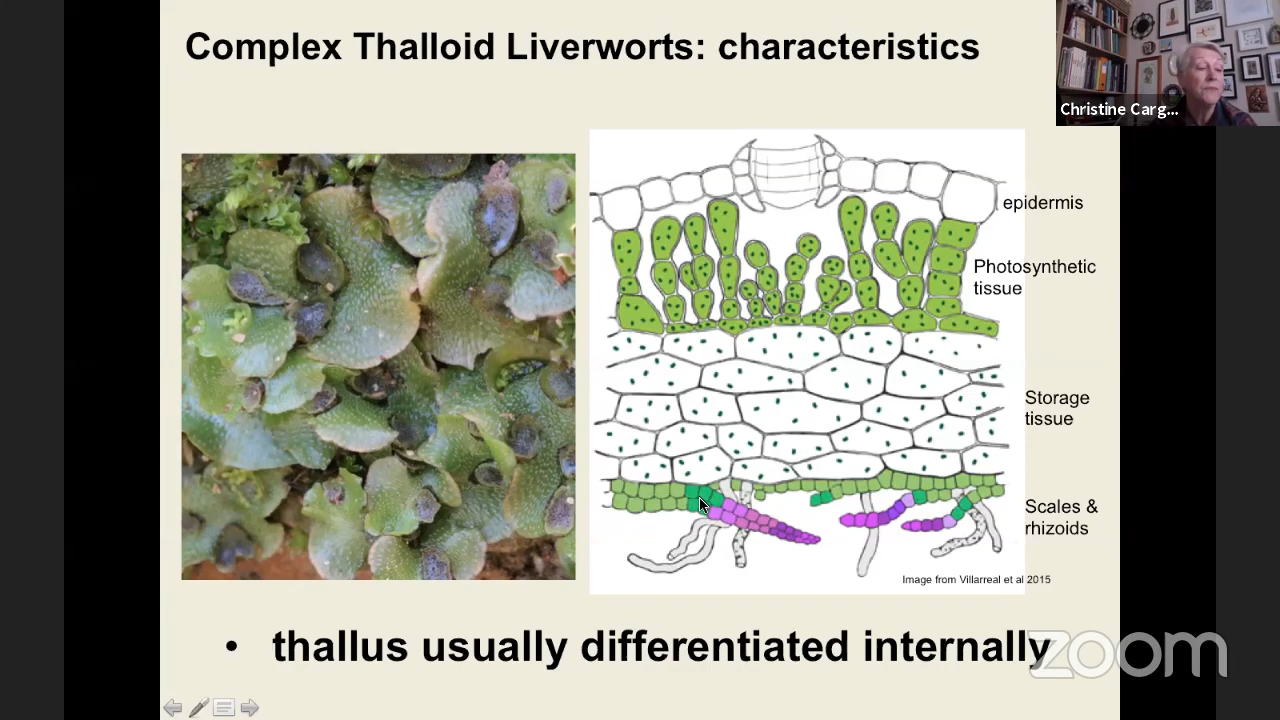 Complex Thalloid Liverworts: characteristics
Christine Carg...
epidermis
Photosynthetic
tissue
Storage
tissue
Scales &
rhizoids
Image from Villarreal et al 2015
• thallus usually differentiated internally
zoom